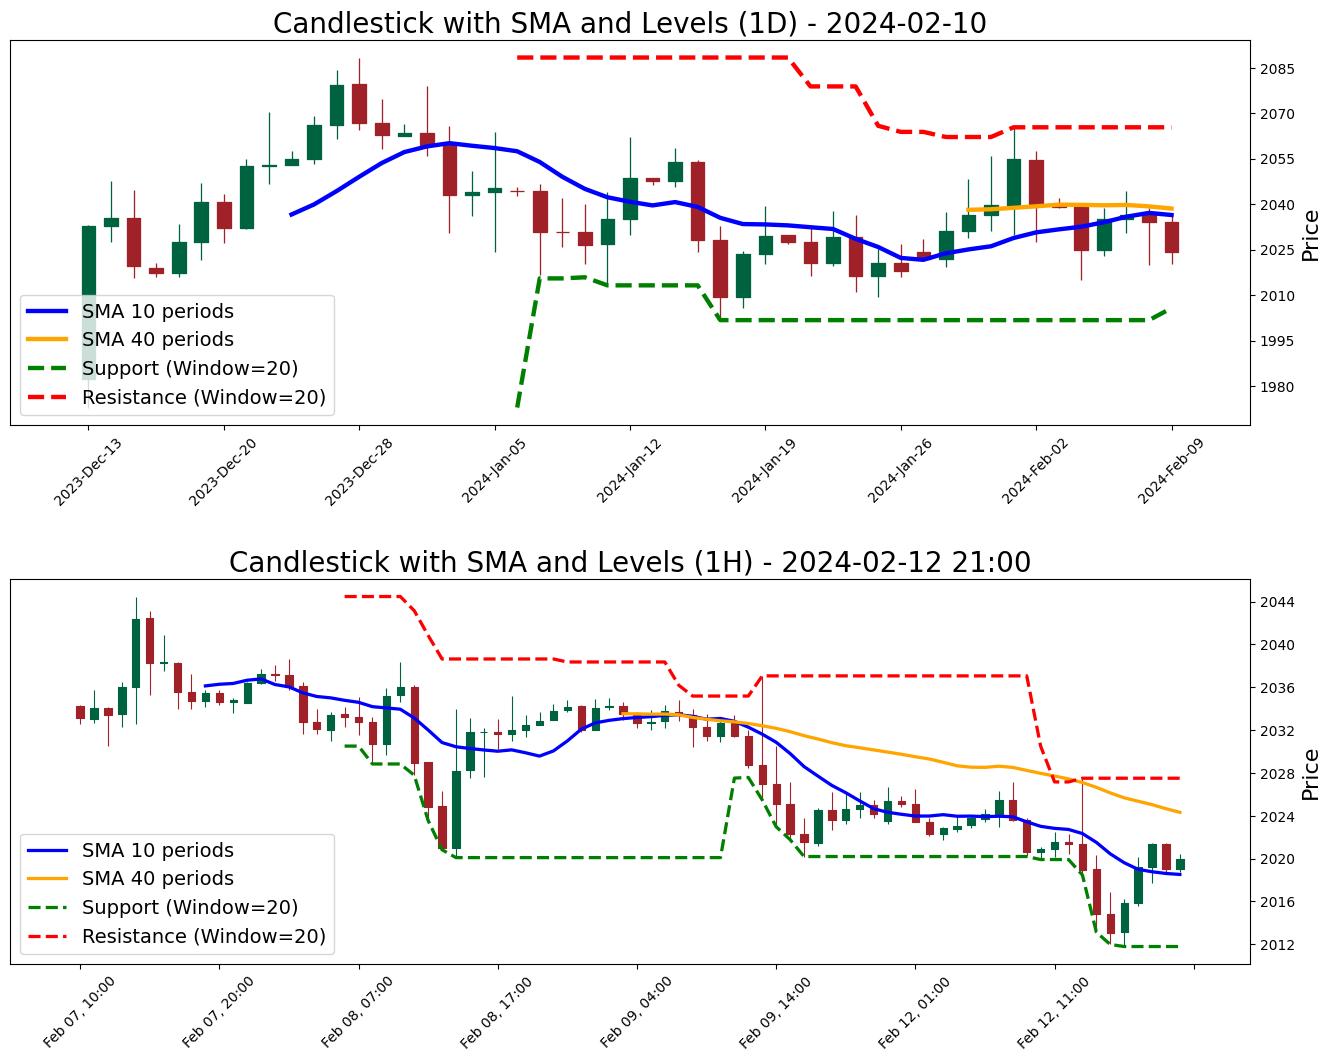 Candlestick with SMA and Levels (1D) - 2024-02-10
2085
2070
2055
2040
2025
2010
1995
1980
Price
SMA 10 periods
SMA 40 periods
Support (Window=20)
Resistance (Window=20)
2023-Dec-13
2023-Dec-20
2023-Dec-28
2024-Jan-05
2024-Jan-12
2024-Jan-19
2024-Jan-26
2024-Feb-02
2024-Feb-09
Candlestick with SMA and Levels (1H) - 2024-02-12 21:00
2044
2040
2036
2032
2028
2024
2020
2016
2012
Price
SMA 10 periods
SMA 40 periods
Support (Window=20)
Resistance (Window=20)
Feb 07, 10:00
Feb 07, 20:00
Feb 08, 07:00
Feb 08, 17:00
Feb 09, 04:00
Feb 09, 14:00
Feb 12, 01:00
Feb 12, 11:00